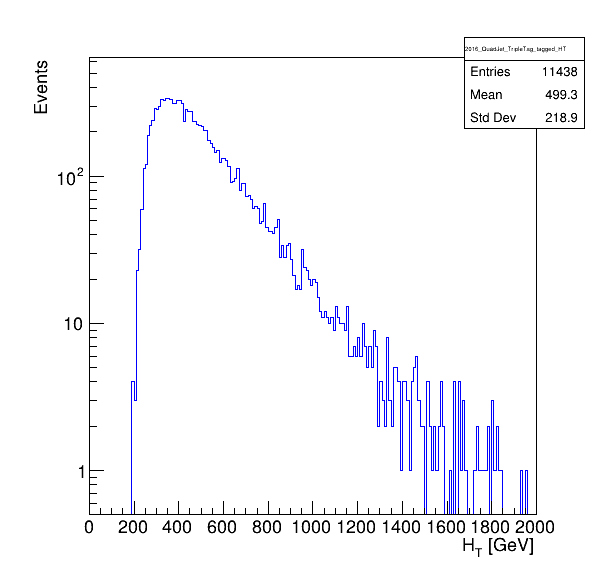 2016_QuadJet_TripleTag_tagged_HT
Entries 11438
Mean 499.3
Std Dev 218.9
Events
10²
10
1
0 200 400 600 800 1000 1200 1400 1600 1800 2000
H_T [GeV]